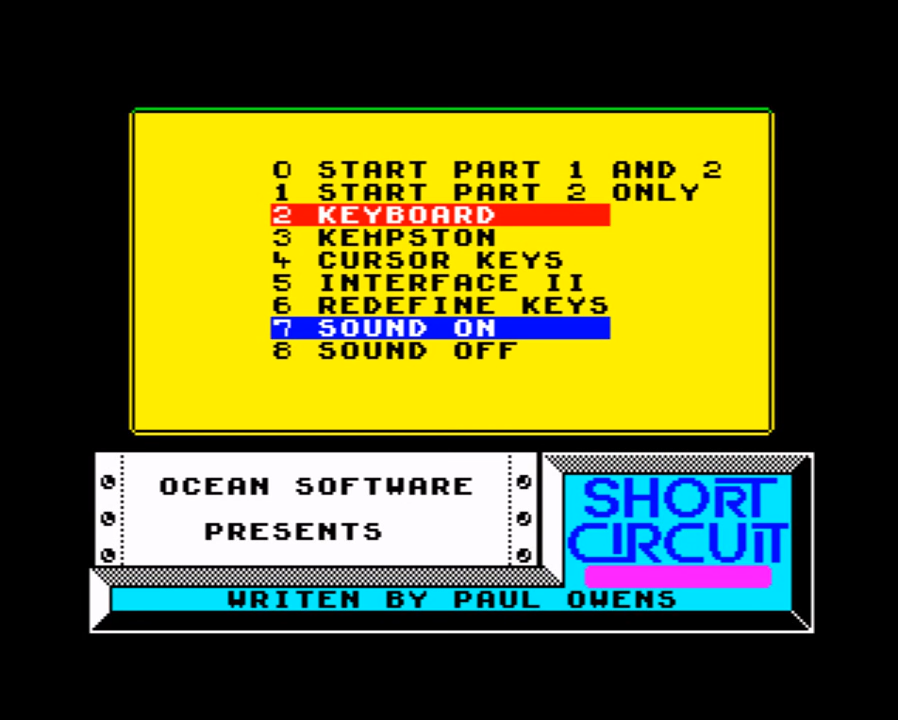 0 START PART 1 AND 2
1 START PART 2 ONLY
2 KEYBOARD
3 KEMPSTON
4 CURSOR KEYS
5 INTERFACE II
6 REDEFINE KEYS
7 SOUND ON
8 SOUND OFF
OCEAN SOFTWARE
PRESENTS
SHORT
CIRCUIT
WRITEN BY PAUL OWENS